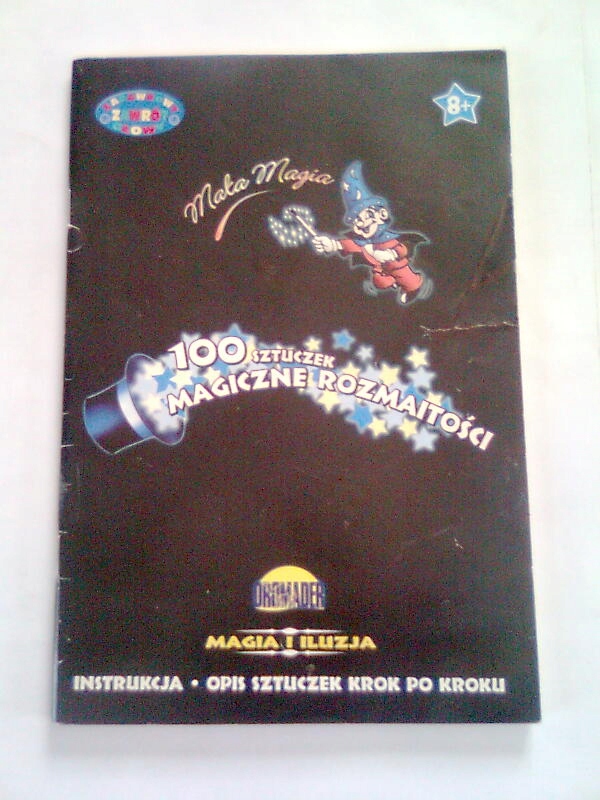 8+
Mała Magia
100 SZTUCZEK
MAGICZNE ROZMAITOŚCI
DROMADER
MAGIA I ILUZJA
INSTRUKCJA • OPIS SZTUCZEK KROK PO KROKU